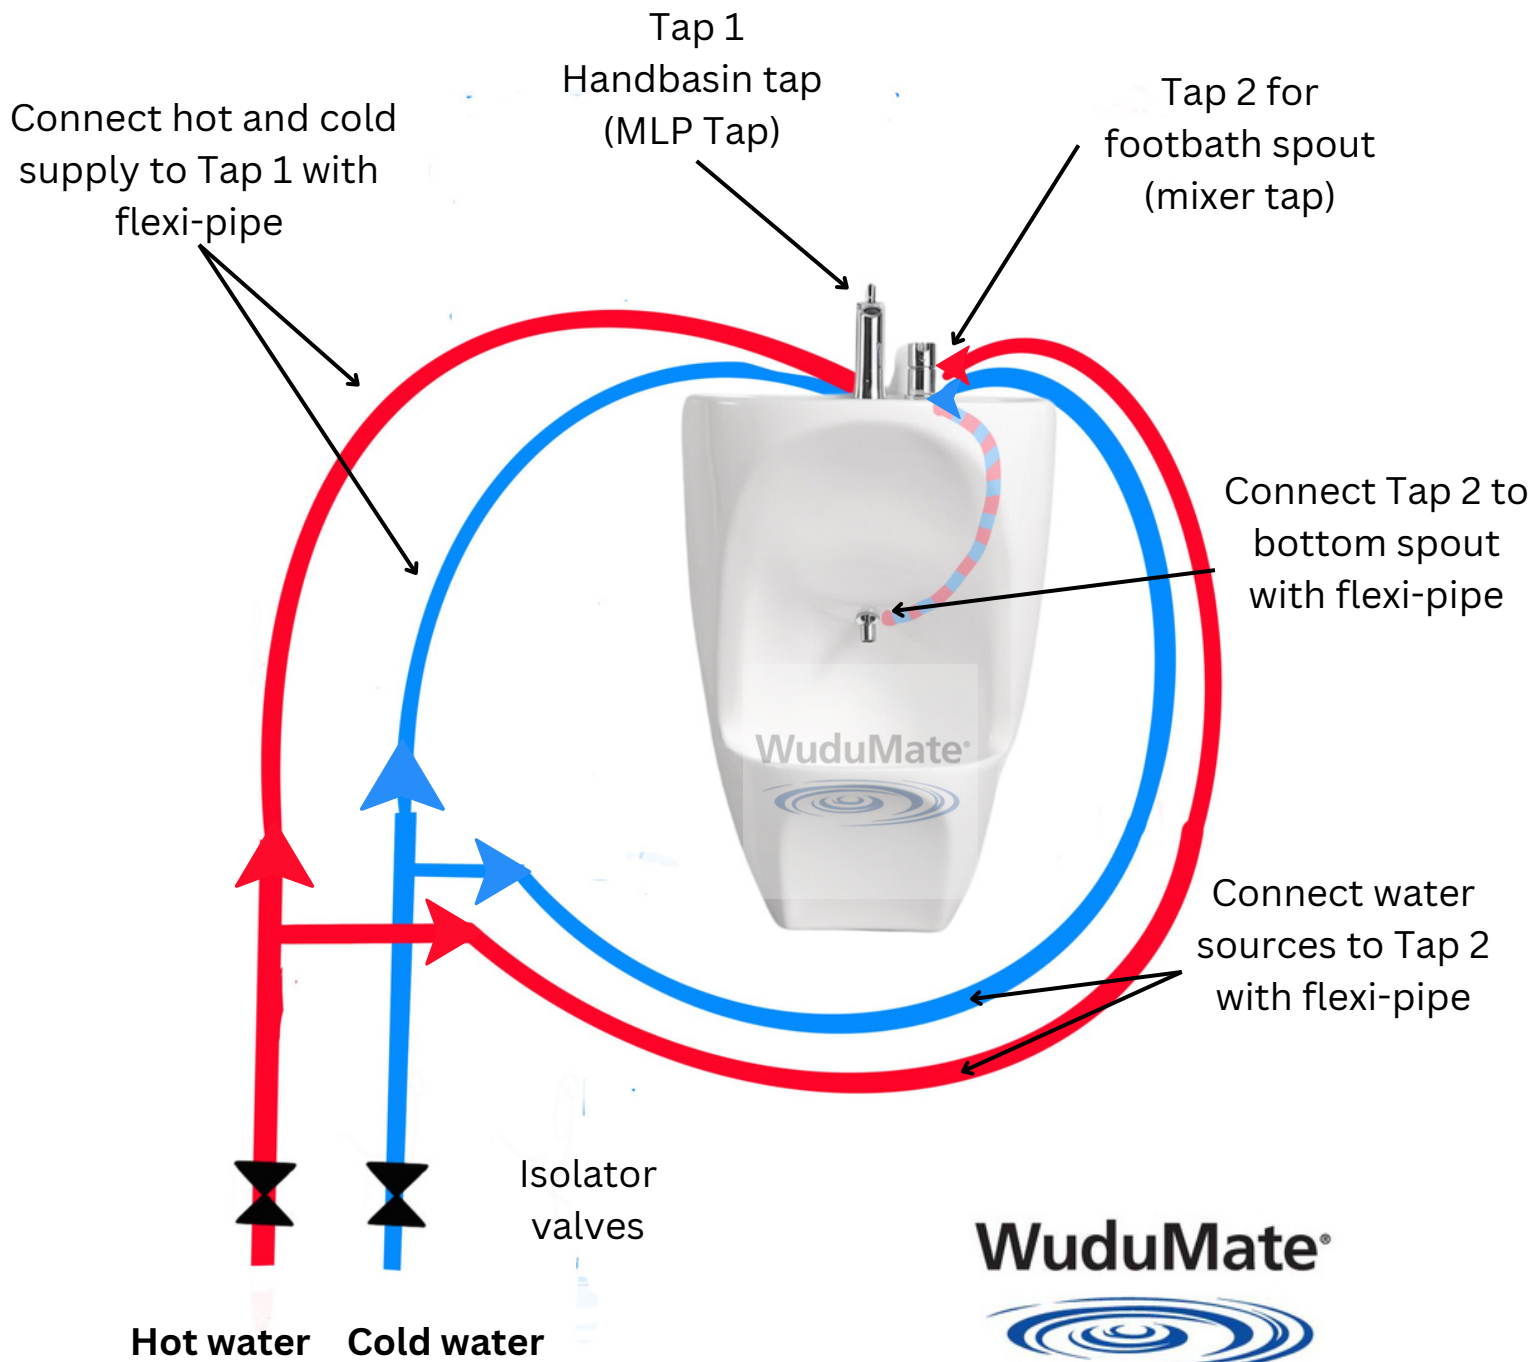 Tap 1
Handbasin tap
(MLP Tap)
Connect hot and cold
supply to Tap 1 with
flexi-pipe
Tap 2 for
footbath spout
(mixer tap)
Connect Tap 2 to
bottom spout
with flexi-pipe
WuduMate®
Connect water
sources to Tap 2
with flexi-pipe
Isolator
valves
WuduMate®
Hot water
Cold water